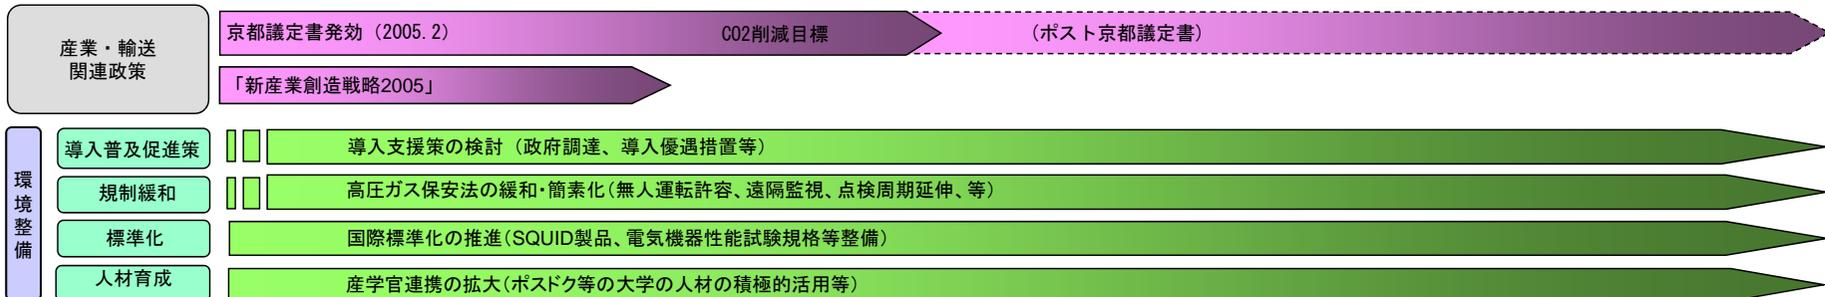 産業・輸送
関連政策
京都議定書発効（2005.2）
CO2削減目標
（ポスト京都議定書）
「新産業創造戦略2005」
環境整備
導入普及促進策
導入支援策の検討（政府調達、導入優遇措置等）
規制緩和
高圧ガス保安法の緩和・簡素化（無人運転許容、遠隔監視、点検周期延伸、等）
標準化
国際標準化の推進（SQUID製品、電気機器性能試験規格等整備）
人材育成
産学官連携の拡大（ポスドク等の大学の人材の積極的活用等）